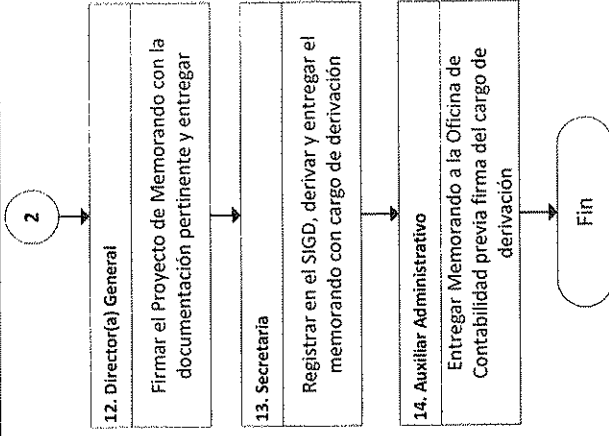 2
12. Director(a) General
Firmar el Proyecto de Memorando con la
documentación pertinente y entregar
13. Secretaria
Registrar en el SIGD, derivar y entregar el
memorando con cargo de derivación
14. Auxiliar Administrativo
Entregar Memorando a la Oficina de
Contabilidad previa firma del cargo de
derivación
Fin